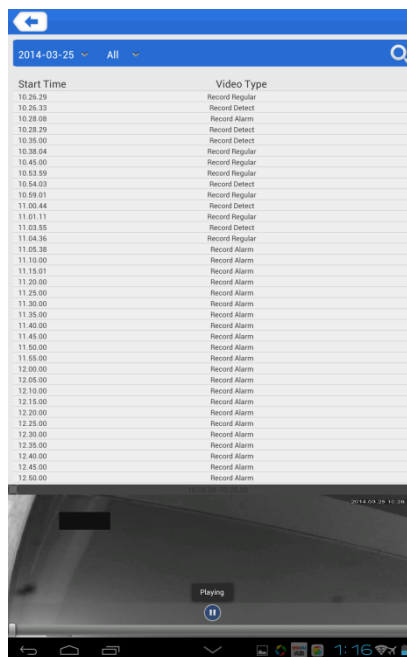 2014-03-25 All
Start Time Video Type
10.26.29 Record Regular
10.26.33 Record Detect
10.28.08 Record Alarm
10.28.29 Record Detect
10.35.00 Record Detect
10.38.04 Record Regular
10.45.00 Record Regular
10.53.59 Record Regular
10.54.03 Record Detect
10.59.01 Record Regular
11.00.44 Record Detect
11.01.11 Record Regular
11.03.55 Record Detect
11.04.36 Record Regular
11.05.38 Record Alarm
11.10.00 Record Alarm
11.15.01 Record Alarm
11.20.00 Record Alarm
11.25.00 Record Alarm
11.30.00 Record Alarm
11.35.00 Record Alarm
11.40.00 Record Alarm
11.45.00 Record Alarm
11.50.00 Record Alarm
11.55.00 Record Alarm
12.00.00 Record Alarm
12.05.00 Record Alarm
12.10.00 Record Alarm
12.15.00 Record Alarm
12.20.00 Record Alarm
12.25.00 Record Alarm
12.30.00 Record Alarm
12.35.00 Record Alarm
12.40.00 Record Alarm
12.45.00 Record Alarm
12.50.00 Record Alarm
2014-03-25 10:26:29
Playing
1:16